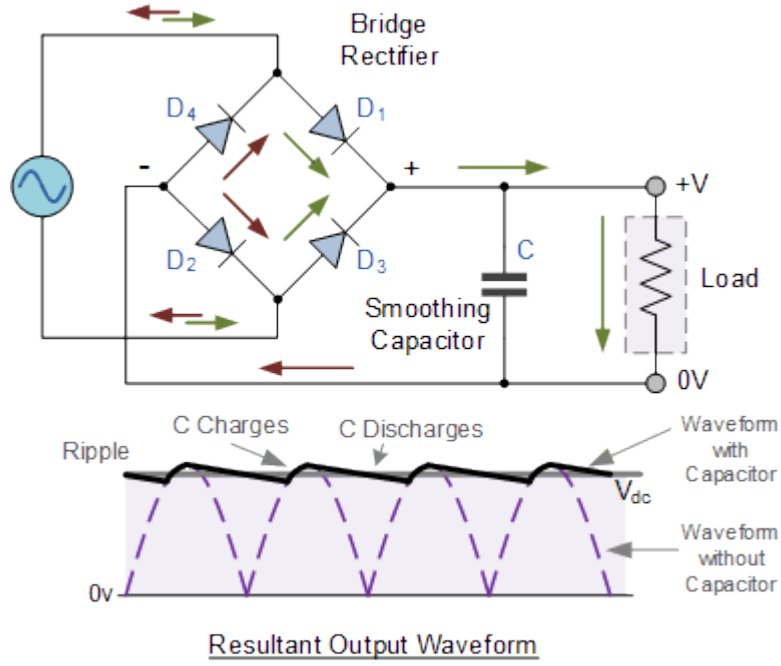 Bridge
Rectifier
D₄
D₁
-
+
+V
D₂
D₃
C
Load
Smoothing
Capacitor
0V
C Charges
C Discharges
Waveform
with
Capacitor
Ripple
Vdc
Waveform
without
Capacitor
0v
Resultant Output Waveform